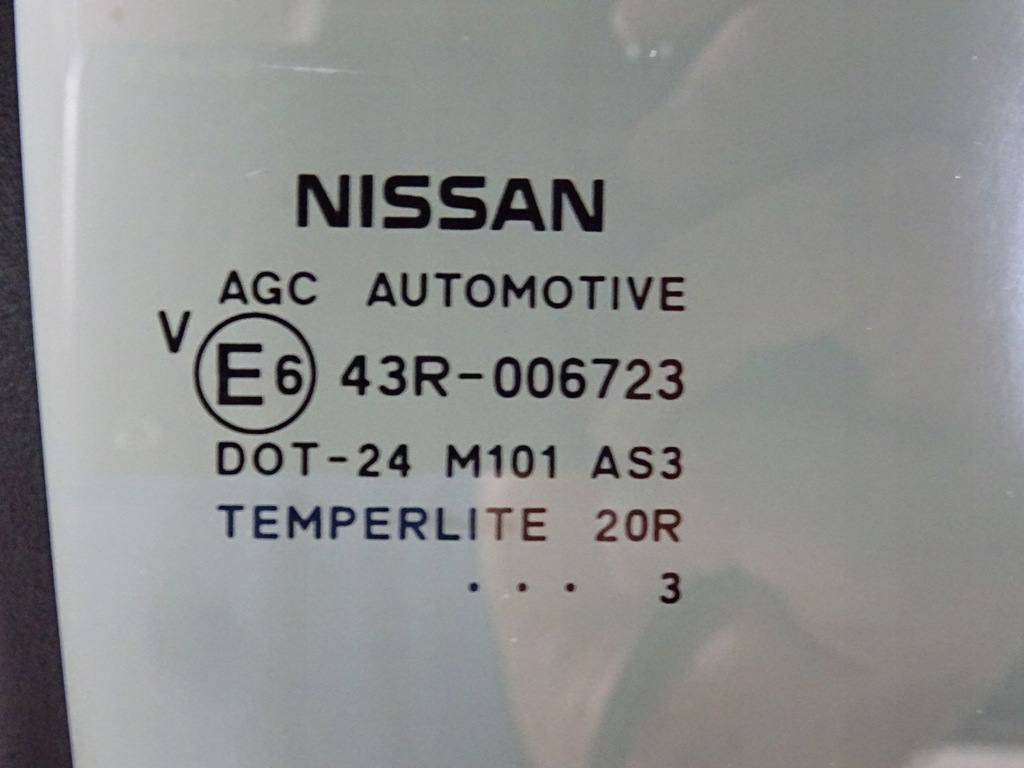 NISSAN
AGC AUTOMOTIVE
V E6 43R-006723
DOT-24 M101 AS3
TEMPERLITE 20R
. . . 3